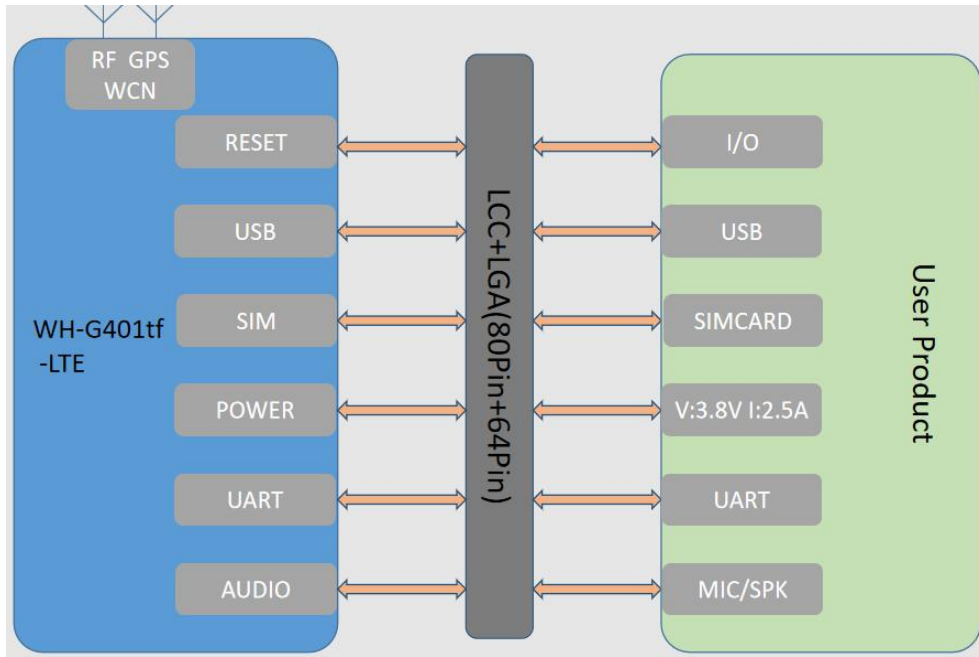 RF GPS
WCN
RESET
USB
SIM
POWER
UART
AUDIO
WH-G401tf
-LTE
LCC+LGA(80Pin+64Pin)
I/O
USB
SIMCARD
V:3.8V I:2.5A
UART
MIC/SPK
User Product